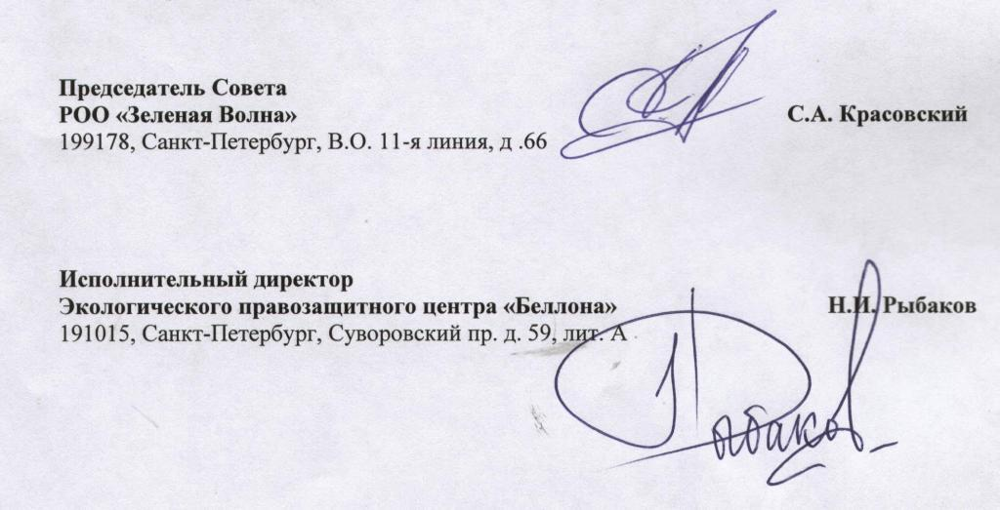 Председатель Совета
РОО «Зеленая Волна» С.А. Красовский
199178, Санкт-Петербург, В.О. 11-я линия, д .66
Исполнительный директор
Экологического правозащитного центра «Беллона» Н.И. Рыбаков
191015, Санкт-Петербург, Суворовский пр. д. 59, лит. А
Рыбаков